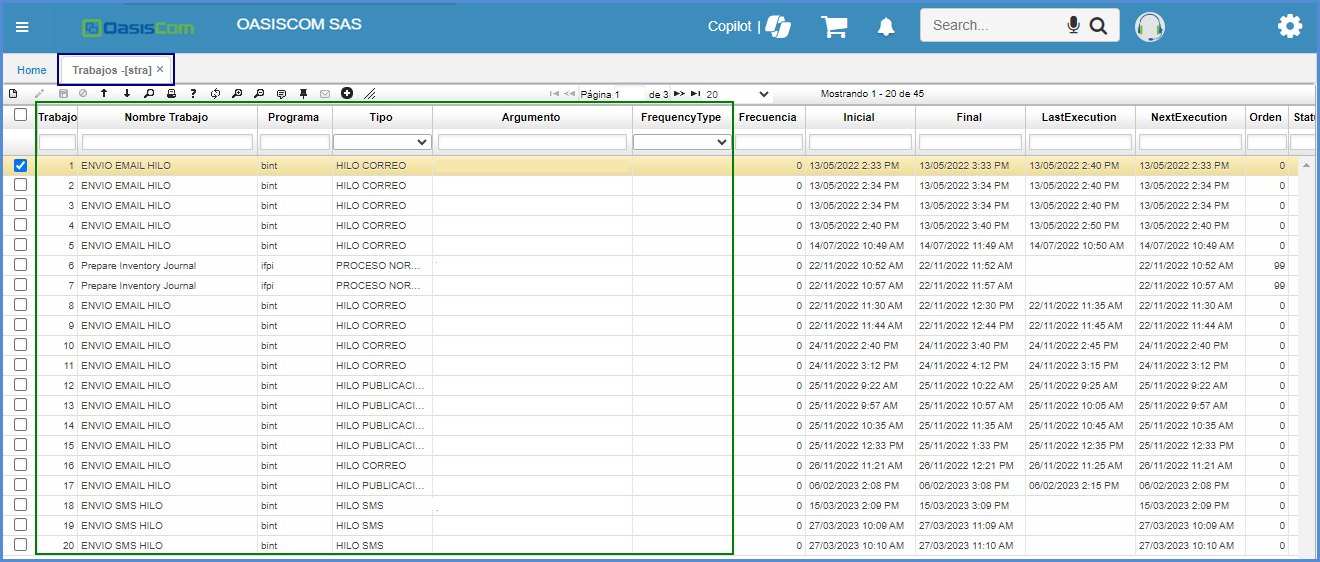 OasisCom OASISCOM SAS Copilot | Search...
Home Trabajos -[stra] ×
Página 1 de 3 20 Mostrando 1 - 20 de 45
Trabajo Nombre Trabajo Programa Tipo Argumento FrequencyType Frecuencia Inicial Final LastExecution NextExecution Orden Statu
1 ENVIO EMAIL HILO bint HILO CORREO 0 13/05/2022 2:33 PM 13/05/2022 3:33 PM 13/05/2022 2:40 PM 13/05/2022 2:33 PM 0
2 ENVIO EMAIL HILO bint HILO CORREO 0 13/05/2022 2:34 PM 13/05/2022 3:34 PM 13/05/2022 2:40 PM 13/05/2022 2:34 PM 0
3 ENVIO EMAIL HILO bint HILO CORREO 0 13/05/2022 2:34 PM 13/05/2022 3:34 PM 13/05/2022 2:40 PM 13/05/2022 2:34 PM 0
4 ENVIO EMAIL HILO bint HILO CORREO 0 13/05/2022 2:40 PM 13/05/2022 3:40 PM 13/05/2022 2:50 PM 13/05/2022 2:40 PM 0
5 ENVIO EMAIL HILO bint HILO CORREO 0 14/07/2022 10:49 AM 14/07/2022 11:49 AM 14/07/2022 10:50 AM 14/07/2022 10:49 AM 0
6 Prepare Inventory Journal ifpi PROCESO NOR... 0 22/11/2022 10:52 AM 22/11/2022 11:52 AM 22/11/2022 10:52 AM 99
7 Prepare Inventory Journal ifpi PROCESO NOR... 0 22/11/2022 10:57 AM 22/11/2022 11:57 AM 22/11/2022 10:57 AM 99
8 ENVIO EMAIL HILO bint HILO CORREO 0 22/11/2022 11:30 AM 22/11/2022 12:30 PM 22/11/2022 11:35 AM 22/11/2022 11:30 AM 0
9 ENVIO EMAIL HILO bint HILO CORREO 0 22/11/2022 11:44 AM 22/11/2022 12:44 PM 22/11/2022 11:45 AM 22/11/2022 11:44 AM 0
10 ENVIO EMAIL HILO bint HILO CORREO 0 24/11/2022 2:40 PM 24/11/2022 3:40 PM 24/11/2022 2:45 PM 24/11/2022 2:40 PM 0
11 ENVIO EMAIL HILO bint HILO CORREO 0 24/11/2022 3:12 PM 24/11/2022 4:12 PM 24/11/2022 3:15 PM 24/11/2022 3:12 PM 0
12 ENVIO EMAIL HILO bint HILO PUBLICACI... 0 25/11/2022 9:22 AM 25/11/2022 10:22 AM 25/11/2022 9:25 AM 25/11/2022 9:22 AM 0
13 ENVIO EMAIL HILO bint HILO PUBLICACI... 0 25/11/2022 9:57 AM 25/11/2022 10:57 AM 25/11/2022 10:05 AM 25/11/2022 9:57 AM 0
14 ENVIO EMAIL HILO bint HILO PUBLICACI... 0 25/11/2022 10:35 AM 25/11/2022 11:35 AM 25/11/2022 10:45 AM 25/11/2022 10:35 AM 0
15 ENVIO EMAIL HILO bint HILO PUBLICACI... 0 25/11/2022 12:33 PM 25/11/2022 1:33 PM 25/11/2022 12:35 PM 25/11/2022 12:33 PM 0
16 ENVIO EMAIL HILO bint HILO CORREO 0 26/11/2022 11:21 AM 26/11/2022 12:21 PM 26/11/2022 11:25 AM 26/11/2022 11:21 AM 0
17 ENVIO EMAIL HILO bint HILO PUBLICACI... 0 06/02/2023 2:08 PM 06/02/2023 3:08 PM 06/02/2023 2:15 PM 06/02/2023 2:08 PM 0
18 ENVIO SMS HILO bint HILO SMS 0 15/03/2023 2:09 PM 15/03/2023 3:09 PM 15/03/2023 2:09 PM 0
19 ENVIO SMS HILO bint HILO SMS 0 27/03/2023 10:09 AM 27/03/2023 11:09 AM 27/03/2023 10:09 AM 0
20 ENVIO SMS HILO bint HILO SMS 0 27/03/2023 10:10 AM 27/03/2023 11:10 AM 27/03/2023 10:10 AM 0